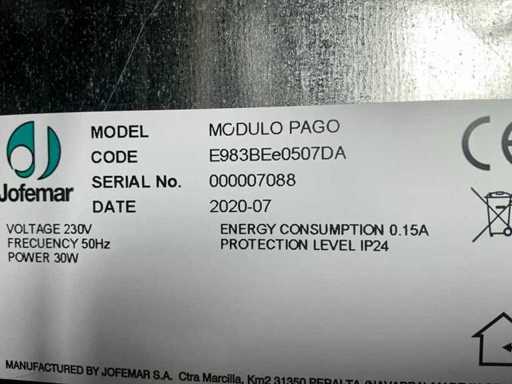 MODEL MODULO PAGO
CODE E983BEe0507DA
SERIAL No. 000007088
DATE 2020-07
Jofemar
CE
VOLTAGE 230V ENERGY CONSUMPTION 0.15A
FRECUENCY 50Hz PROTECTION LEVEL IP24
POWER 30W
MANUFACTURED BY JOFEMAR S.A. Ctra Marcilla, Km2 31350 PERALTA